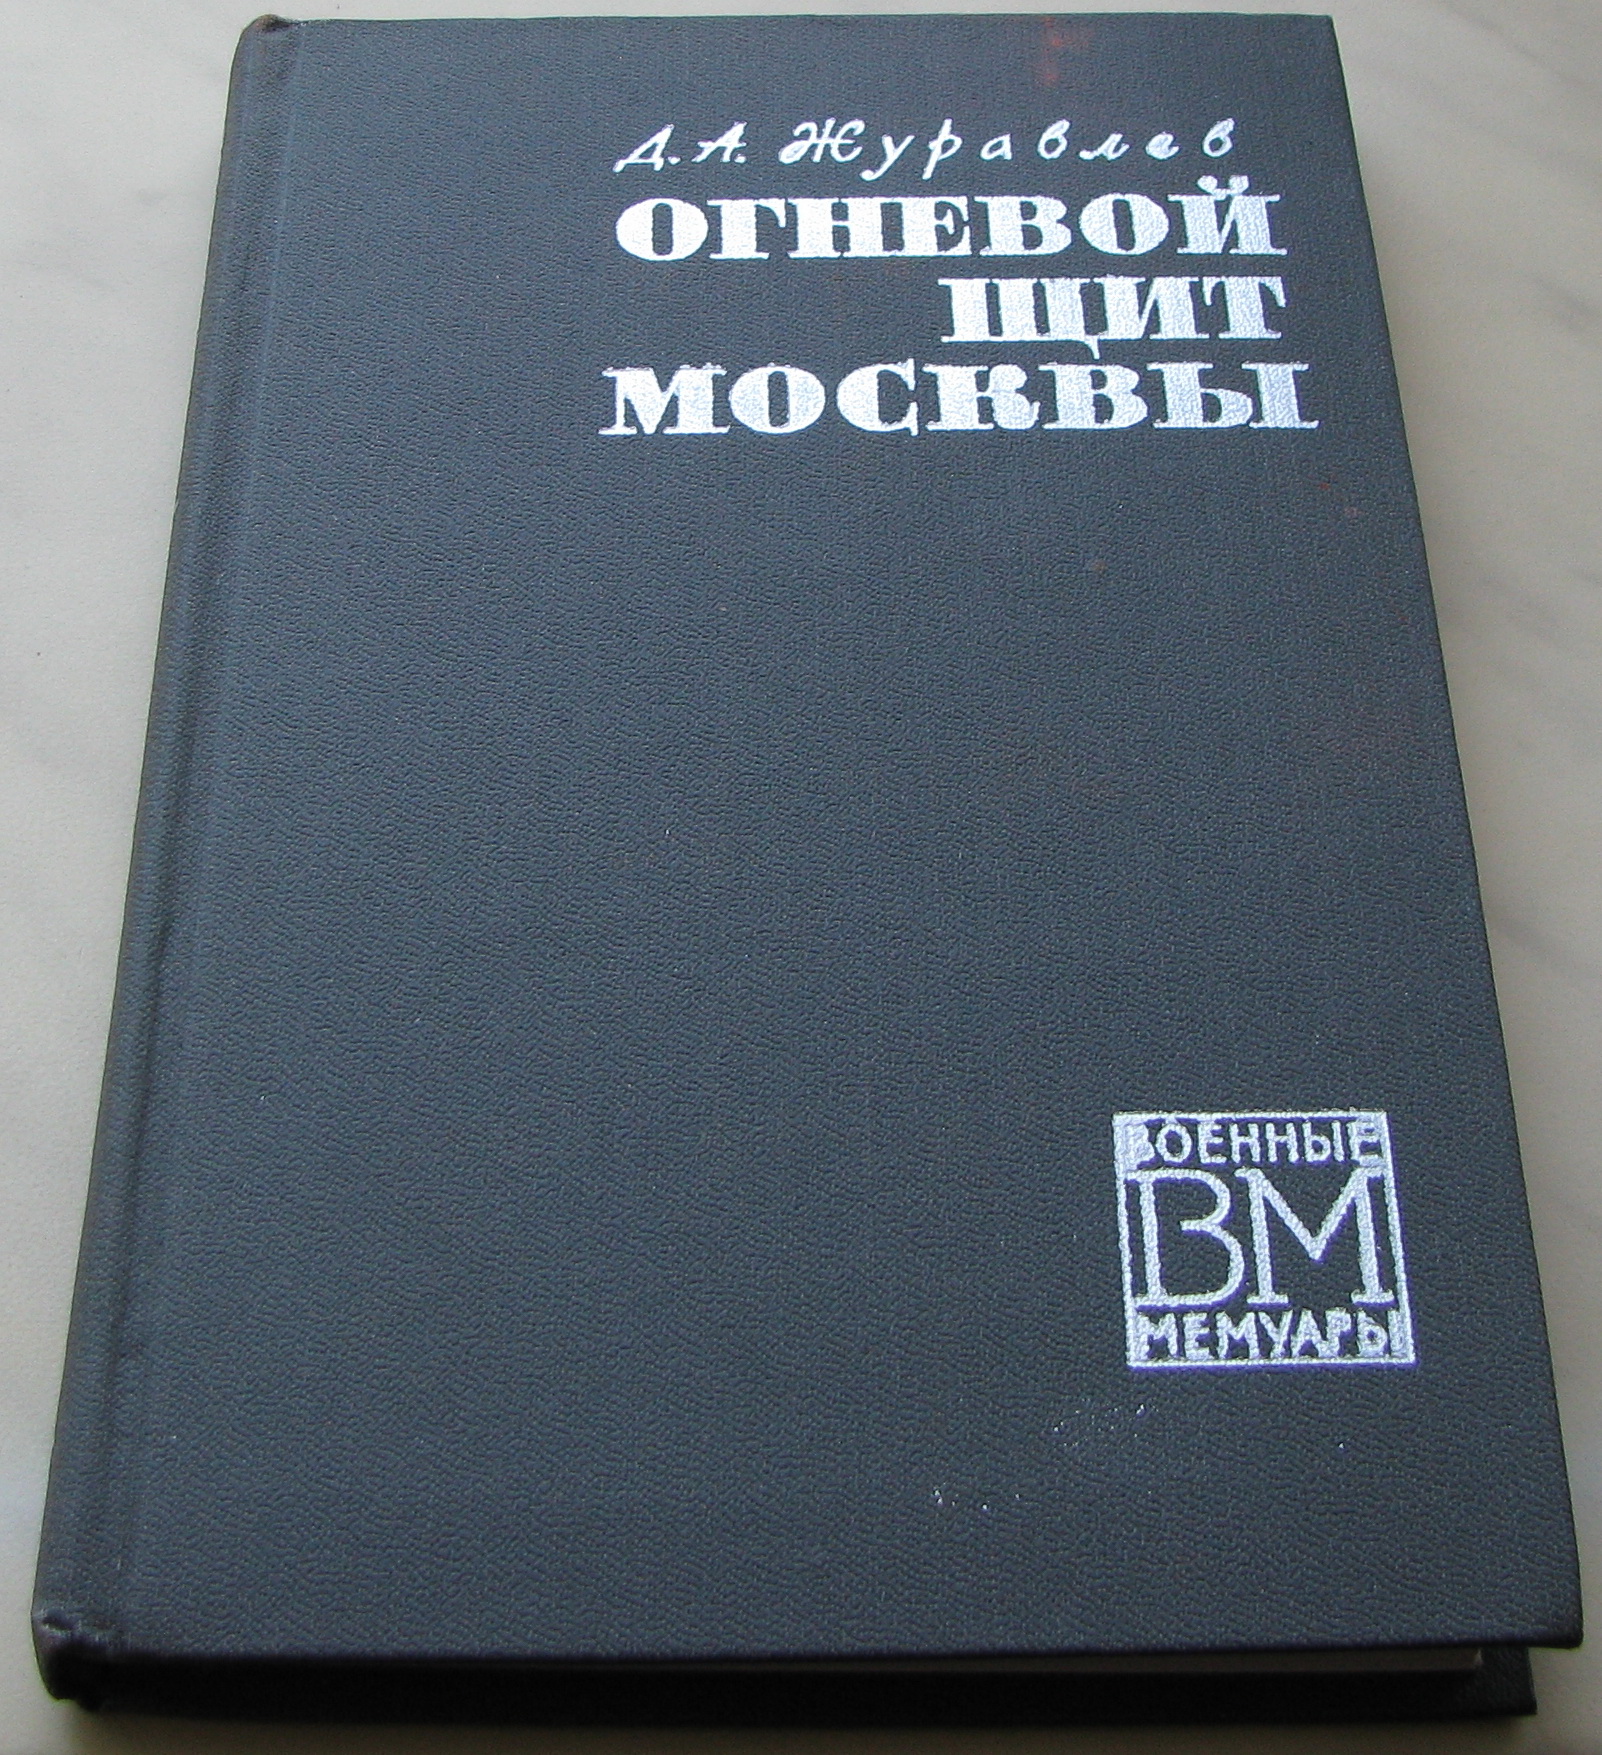 Д. А. Журавлев
ОГНЕВОЙ
ЩИТ
МОСКВЫ
ВОЕННЫЕ
ВМ
МЕМУАРЫ